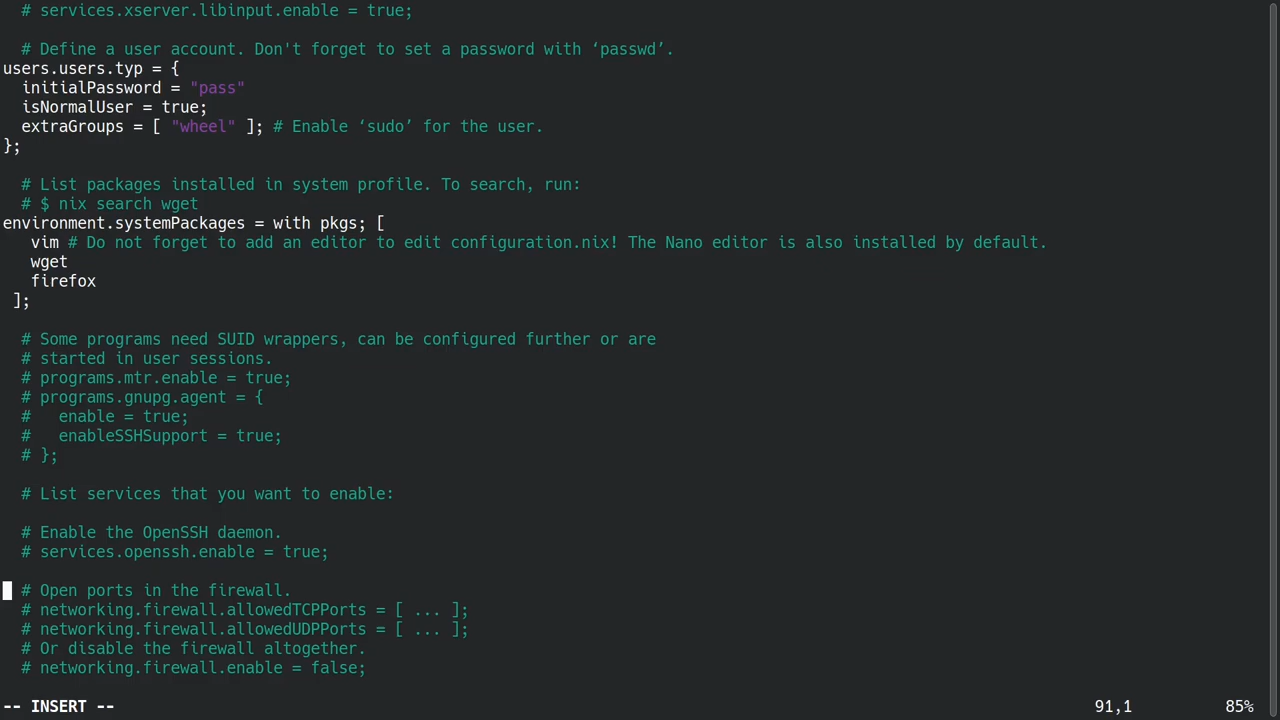 # services.xserver.libinput.enable = true;
# Define a user account. Don't forget to set a password with ‘passwd’.
users.users.typ = {
initialPassword = "pass"
isNormalUser = true;
extraGroups = [ "wheel" ]; # Enable ‘sudo’ for the user.
};
# List packages installed in system profile. To search, run:
# $ nix search wget
environment.systemPackages = with pkgs; [
vim # Do not forget to add an editor to edit configuration.nix! The Nano editor is also installed by default.
wget
firefox
];
# Some programs need SUID wrappers, can be configured further or are
# started in user sessions.
# programs.mtr.enable = true;
# programs.gnupg.agent = {
#   enable = true;
#   enableSSHSupport = true;
# };
# List services that you want to enable:
# Enable the OpenSSH daemon.
# services.openssh.enable = true;
# Open ports in the firewall.
# networking.firewall.allowedTCPPorts = [ ... ];
# networking.firewall.allowedUDPPorts = [ ... ];
# Or disable the firewall altogether.
# networking.firewall.enable = false;
-- INSERT -- 91,1 85%